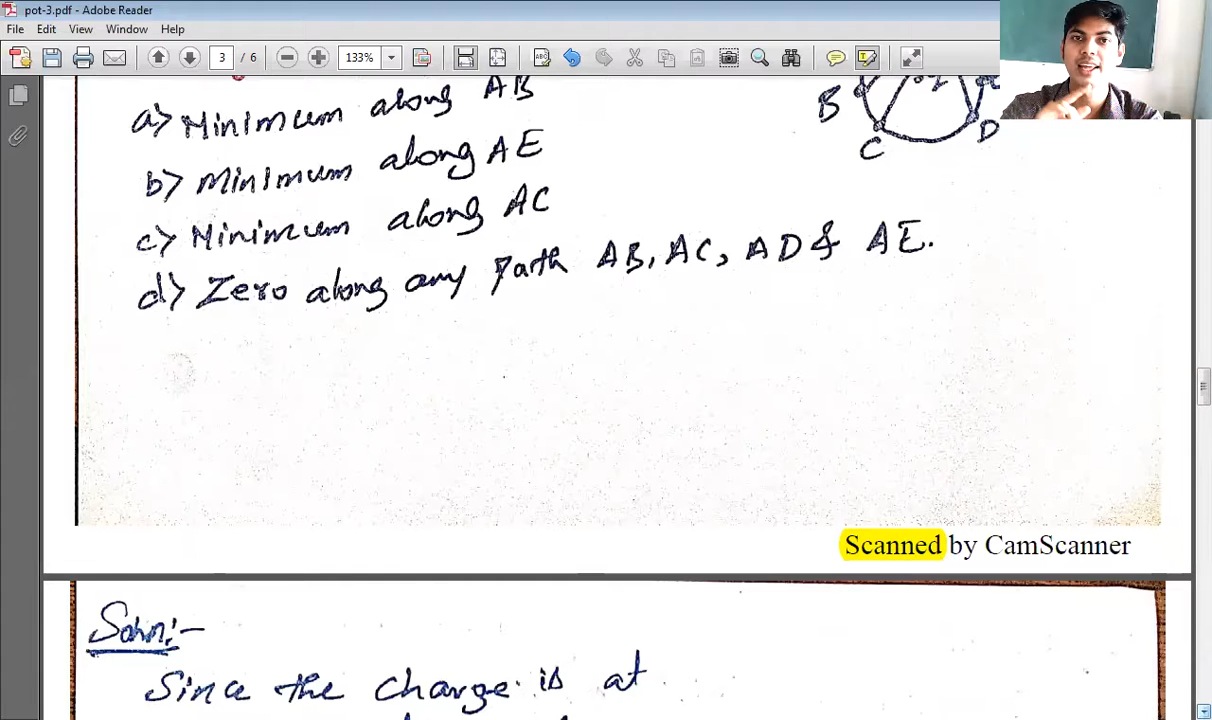 pot-3.pdf - Adobe Reader
File Edit View Window Help
3 / 6 133%
a) Minimum along AB
b) Minimum along AE
c) Minimum along AC
d) Zero along any path AB, AC, AD & AE.
B
C
D
Scanned by CamScanner
Soln:-
Since the charge is at